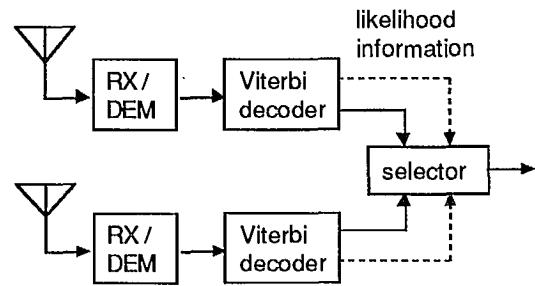 likelihood
information
RX /
DEM
Viterbi
decoder
selector
RX /
DEM
Viterbi
decoder